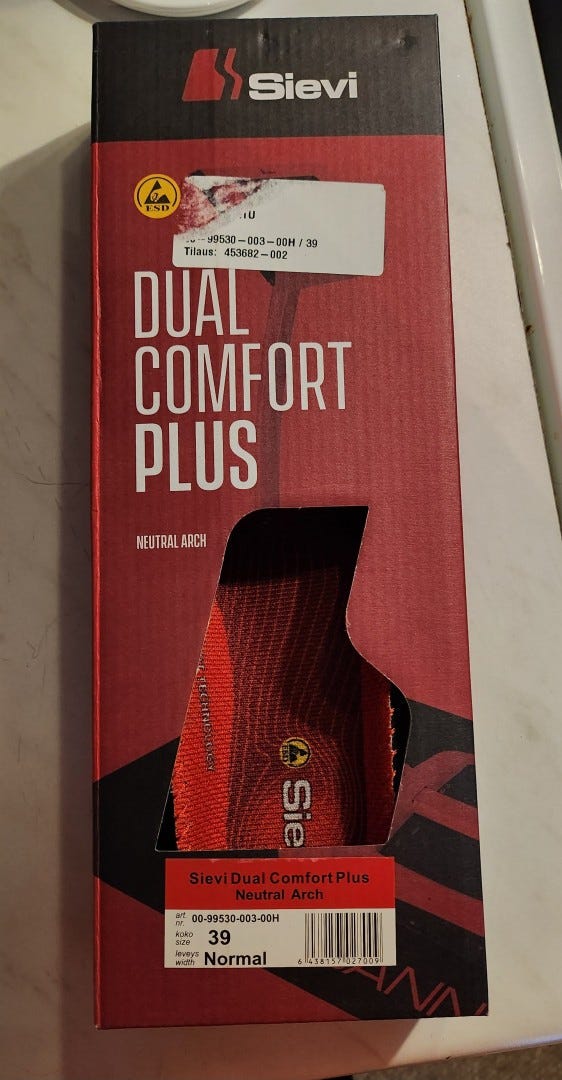 Sievi
ESD
00-99530-003-00H / 39
Tilaus: 453682-002
DUAL
COMFORT
PLUS
NEUTRAL ARCH
ESD
Sie
Sievi Dual Comfort Plus
Neutral Arch
art.
nr. 00-99530-003-00H
koko
size 39
leveys
width Normal
6 438157 027009